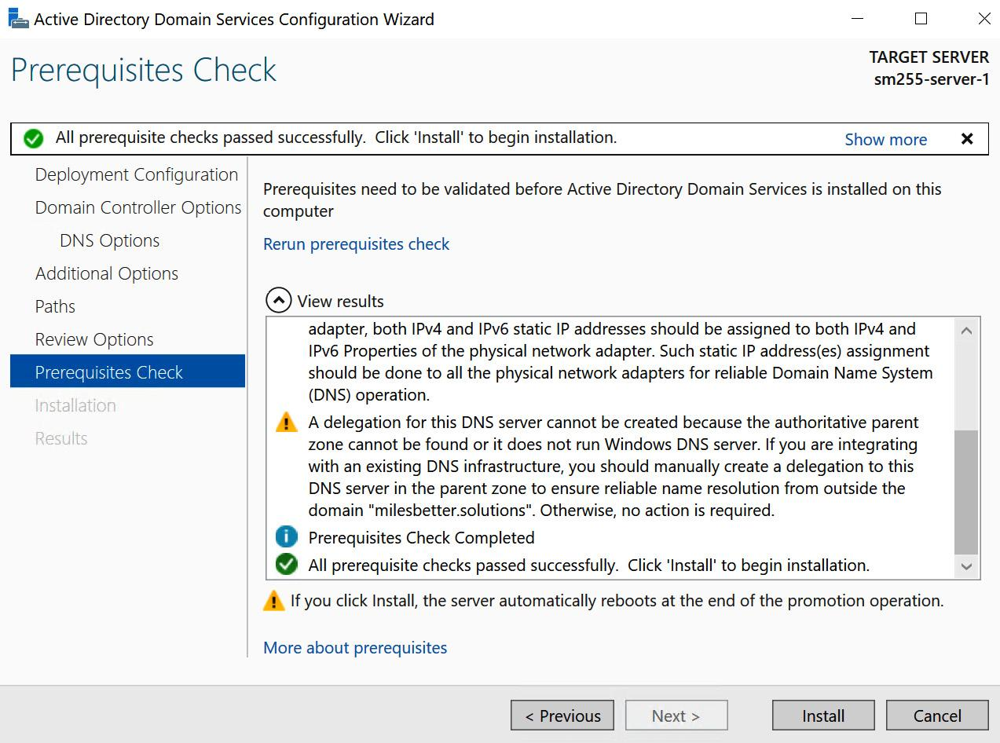 Active Directory Domain Services Configuration Wizard
Prerequisites Check
TARGET SERVER
sm255-server-1
All prerequisite checks passed successfully.  Click 'Install' to begin installation.
Show more
Deployment Configuration
Domain Controller Options
DNS Options
Additional Options
Paths
Review Options
Prerequisites Check
Installation
Results
Prerequisites need to be validated before Active Directory Domain Services is installed on this
computer
Rerun prerequisites check
View results
adapter, both IPv4 and IPv6 static IP addresses should be assigned to both IPv4 and
IPv6 Properties of the physical network adapter. Such static IP address(es) assignment
should be done to all the physical network adapters for reliable Domain Name System
(DNS) operation.
A delegation for this DNS server cannot be created because the authoritative parent
zone cannot be found or it does not run Windows DNS server. If you are integrating
with an existing DNS infrastructure, you should manually create a delegation to this
DNS server in the parent zone to ensure reliable name resolution from outside the
domain "milesbetter.solutions". Otherwise, no action is required.
Prerequisites Check Completed
All prerequisite checks passed successfully.  Click 'Install' to begin installation.
If you click Install, the server automatically reboots at the end of the promotion operation.
More about prerequisites
< Previous
Next >
Install
Cancel